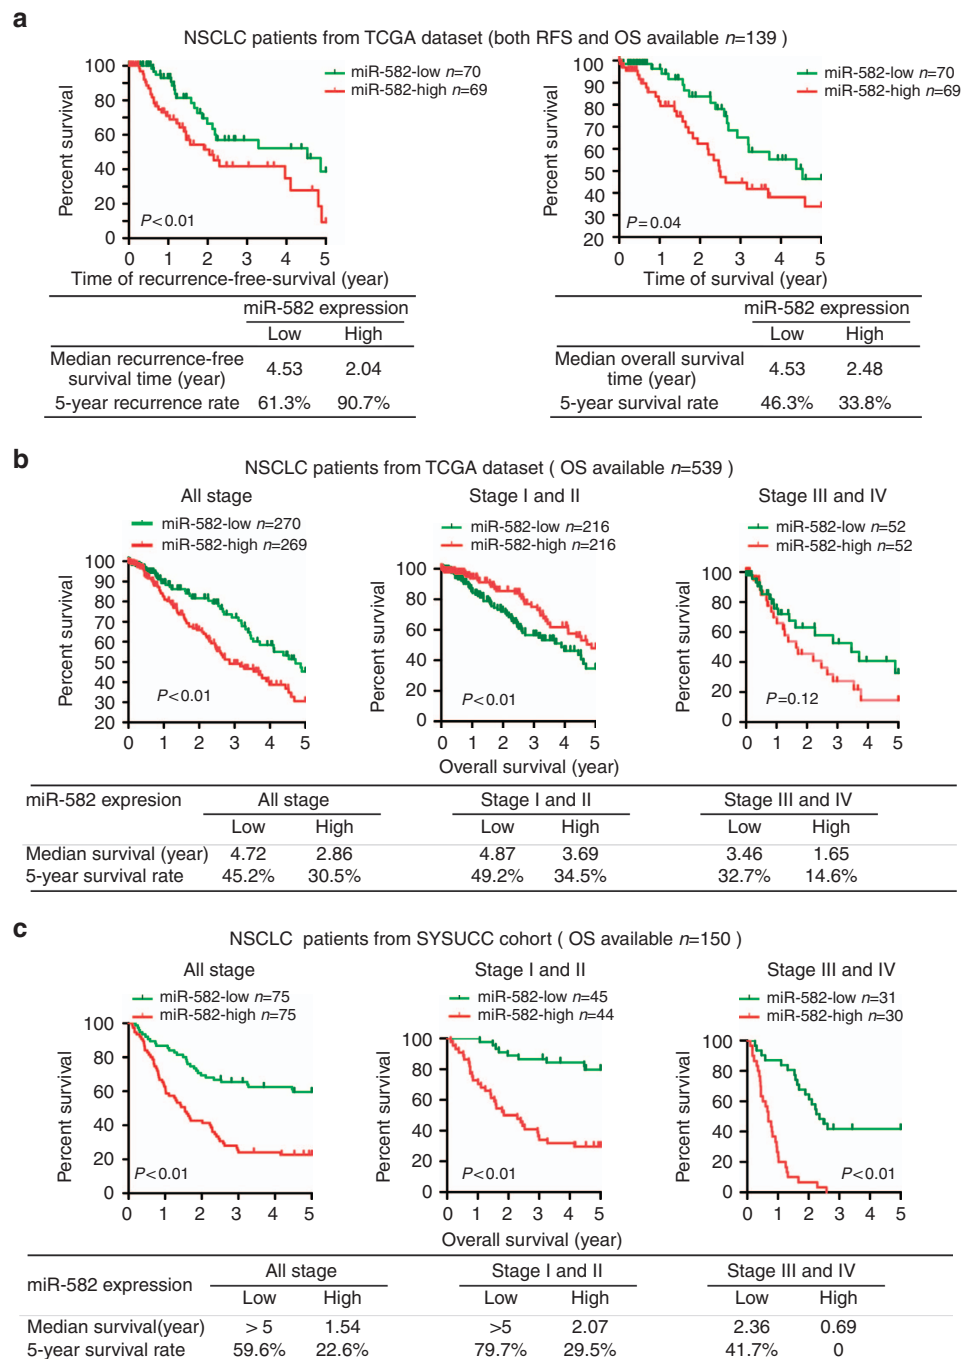 a
NSCLC patients from TCGA dataset (both RFS and OS available n=139 )
miR-582-low n=70
miR-582-high n=69
Percent survival
100
80
60
40
20
0
P<0.01
0 1 2 3 4 5
Time of recurrence-free-survival (year)
miR-582 expression
Low High
Median recurrence-free
survival time (year) 4.53 2.04
5-year recurrence rate 61.3% 90.7%
miR-582-low n=70
miR-582-high n=69
Percent survival
100
90
80
70
60
50
40
30
20
P=0.04
0 1 2 3 4 5
Time of survival (year)
miR-582 expression
Low High
Median overall survival
time (year) 4.53 2.48
5-year survival rate 46.3% 33.8%
b
NSCLC patients from TCGA dataset ( OS available n=539 )
All stage
miR-582-low n=270
miR-582-high n=269
Percent survival
100
90
80
70
60
50
40
30
20
P<0.01
0 1 2 3 4 5
Stage I and II
miR-582-low n=216
miR-582-high n=216
Percent survival
100
80
60
40
20
0
P<0.01
0 1 2 3 4 5
Stage III and IV
miR-582-low n=52
miR-582-high n=52
Percent survival
100
80
60
40
20
0
P=0.12
0 1 2 3 4 5
Overall survival (year)
miR-582 expresion All stage Stage I and II Stage III and IV
Low High Low High Low High
Median survival (year) 4.72 2.86 4.87 3.69 3.46 1.65
5-year survival rate 45.2% 30.5% 49.2% 34.5% 32.7% 14.6%
c
NSCLC patients from SYSUCC cohort ( OS available n=150 )
All stage
miR-582-low n=75
miR-582-high n=75
Percent survival
100
80
60
40
20
0
P<0.01
0 1 2 3 4 5
Stage I and II
miR-582-low n=45
miR-582-high n=44
Percent survival
100
80
60
40
20
0
P<0.01
0 1 2 3 4 5
Stage III and IV
miR-582-low n=31
miR-582-high n=30
Percent survival
100
80
60
40
20
0
P<0.01
0 1 2 3 4 5
Overall survival (year)
miR-582 expression All stage Stage I and II Stage III and IV
Low High Low High Low High
Median survival(year) > 5 1.54 >5 2.07 2.36 0.69
5-year survival rate 59.6% 22.6% 79.7% 29.5% 41.7% 0